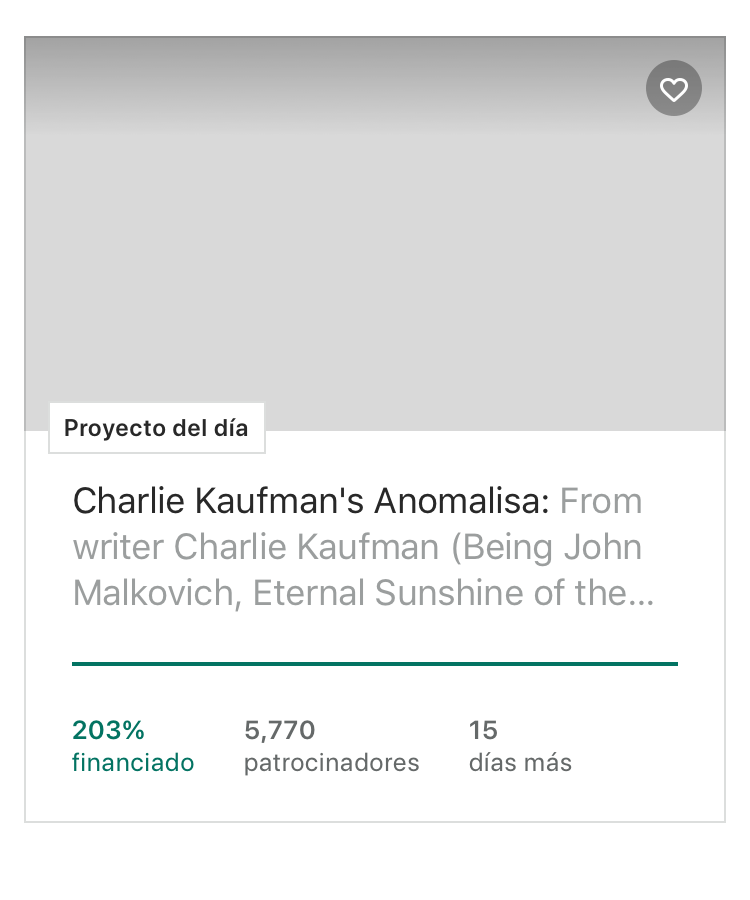 Proyecto del día
Charlie Kaufman's Anomalisa: From
writer Charlie Kaufman (Being John
Malkovich, Eternal Sunshine of the...
203%
financiado
5,770
patrocinadores
15
días más